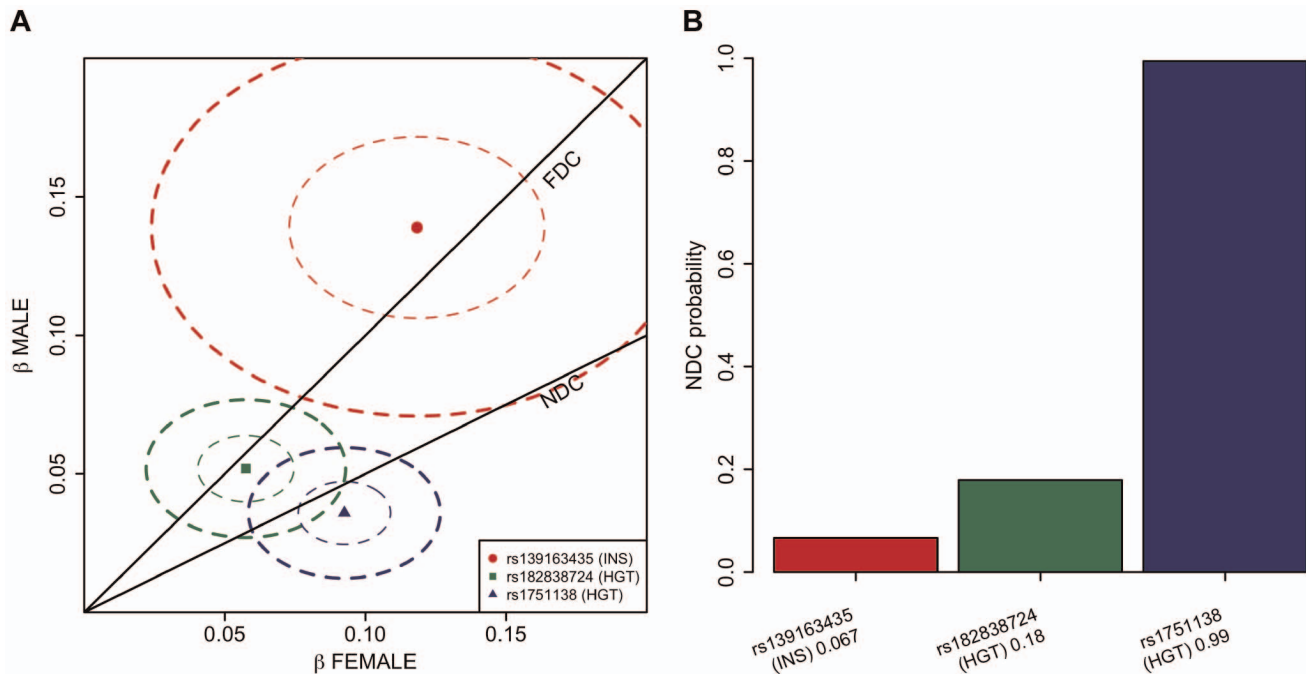 A
β MALE
0.15
0.10
0.05
FDC
NDC
rs139163435 (INS)
rs182838724 (HGT)
rs1751138 (HGT)
0.05
0.10
0.15
β FEMALE
B
NDC probability
1.0
0.8
0.6
0.4
0.2
0.0
rs139163435
(INS) 0.067
rs182838724
(HGT) 0.18
rs1751138
(HGT) 0.99